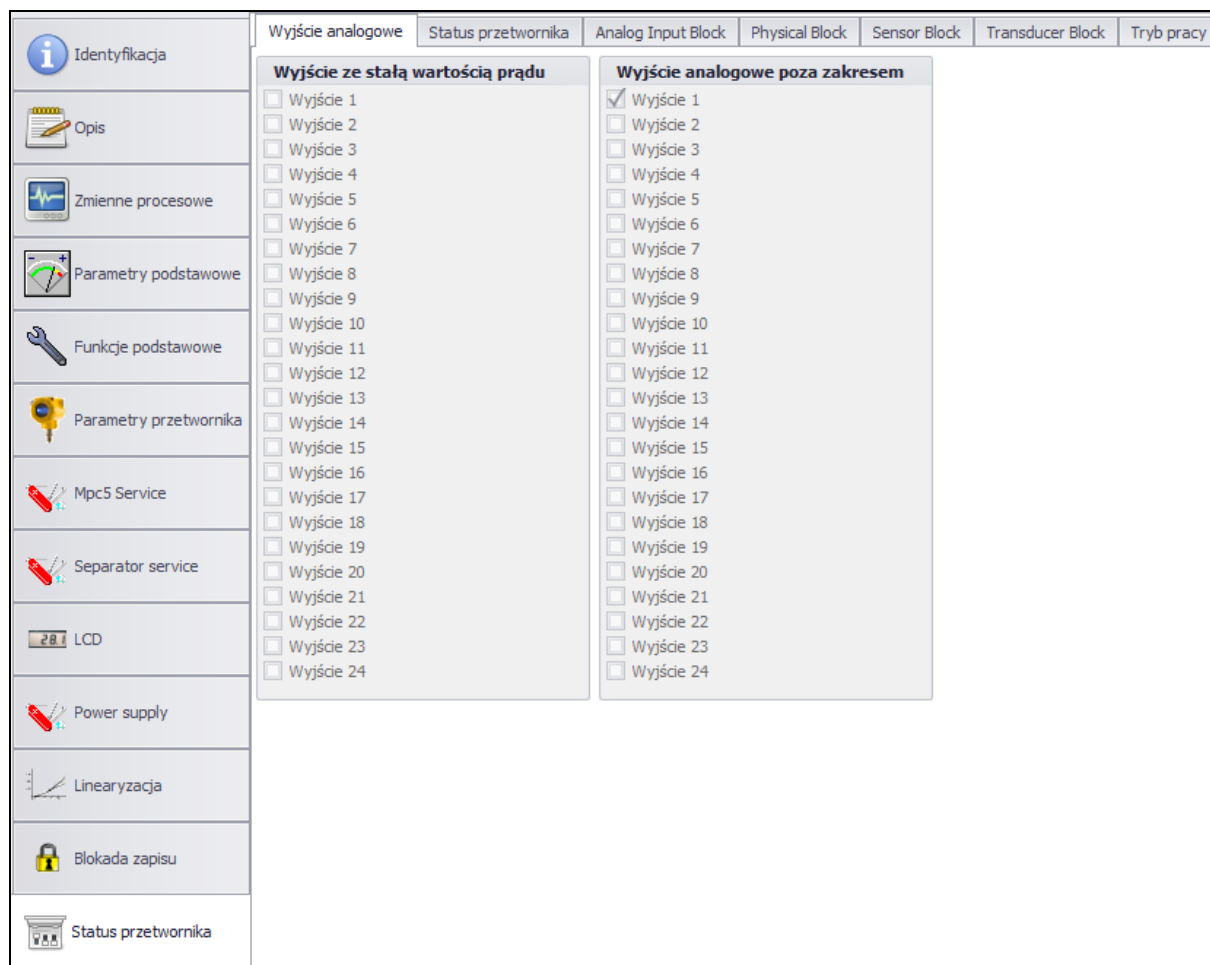 Identyfikacja
Opis
Zmienne procesowe
Parametry podstawowe
Funkcje podstawowe
Parametry przetwornika
Mpc5 Service
Separator service
28.1 LCD
Power supply
Linearyzacja
Blokada zapisu
Status przetwornika
Wyjście analogowe Status przetwornika Analog Input Block Physical Block Sensor Block Transducer Block Tryb pracy
Wyjście ze stałą wartością prądu
Wyjście 1
Wyjście 2
Wyjście 3
Wyjście 4
Wyjście 5
Wyjście 6
Wyjście 7
Wyjście 8
Wyjście 9
Wyjście 10
Wyjście 11
Wyjście 12
Wyjście 13
Wyjście 14
Wyjście 15
Wyjście 16
Wyjście 17
Wyjście 18
Wyjście 19
Wyjście 20
Wyjście 21
Wyjście 22
Wyjście 23
Wyjście 24
Wyjście analogowe poza zakresem
Wyjście 1
Wyjście 2
Wyjście 3
Wyjście 4
Wyjście 5
Wyjście 6
Wyjście 7
Wyjście 8
Wyjście 9
Wyjście 10
Wyjście 11
Wyjście 12
Wyjście 13
Wyjście 14
Wyjście 15
Wyjście 16
Wyjście 17
Wyjście 18
Wyjście 19
Wyjście 20
Wyjście 21
Wyjście 22
Wyjście 23
Wyjście 24